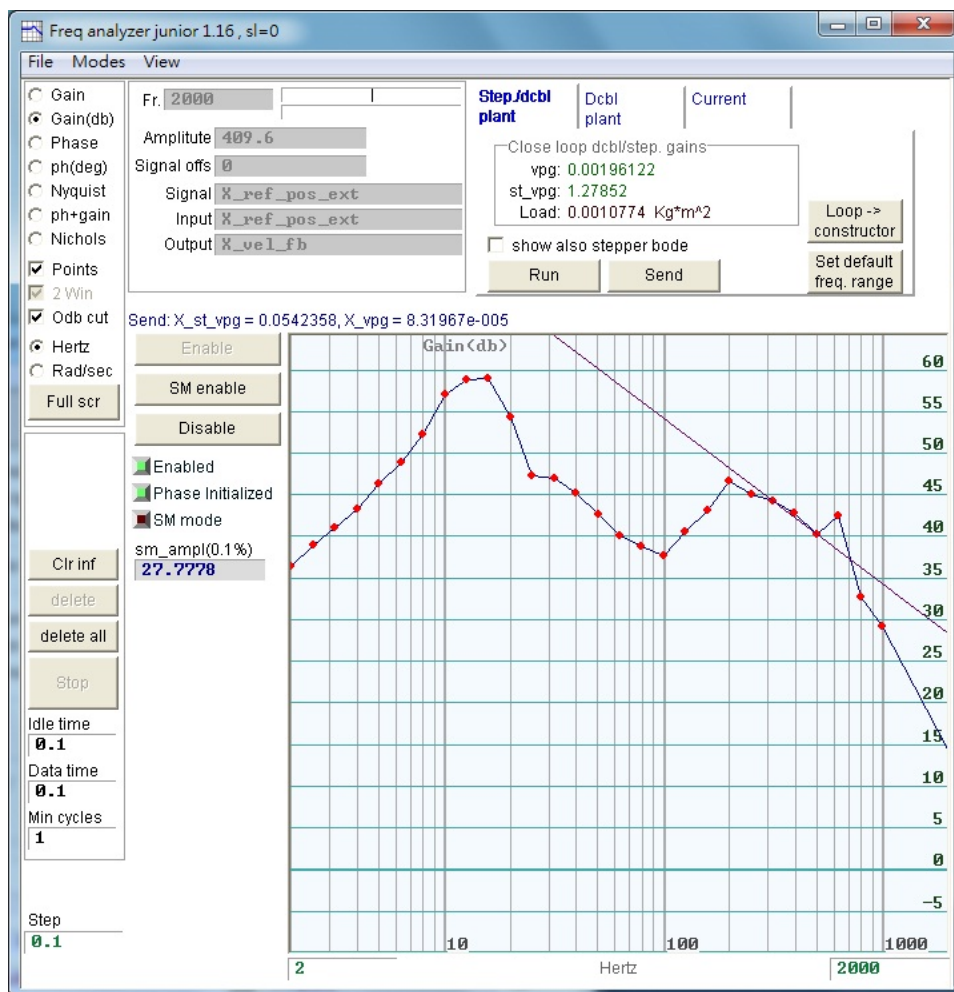 Freq analyzer junior 1.16 , sl=0
File Modes View
Gain
Gain(db)
Phase
ph(deg)
Nyquist
ph+gain
Nichols
Points
2 Win
Odb cut
Hertz
Rad/sec
Full scr
Fr. 2000
Amplitude 409.6
Signal offs 0
Signal X_ref_pos_ext
Input X_ref_pos_ext
Output X_vel_fb
Step./dcbl plant
Dcbl plant
Current
Close loop dcbl/step. gains
vpg: 0.00196122
st_vpg: 1.27852
Load: 0.0010774 Kg*m^2
show also stepper bode
Run Send
Loop -> constructor
Set default freq. range
Send: X_st_vpg = 0.0542358, X_vpg = 8.31967e-005
Enable
SM enable
Disable
Enabled
Phase Initialized
SM mode
sm_ampl(0.1%)
27.7778
Clr inf
delete
delete all
Stop
Idle time
0.1
Data time
0.1
Min cycles
1
Step
0.1
Gain(db)
60
55
50
45
40
35
30
25
20
15
10
5
0
-5
10 100 1000
2 Hertz 2000